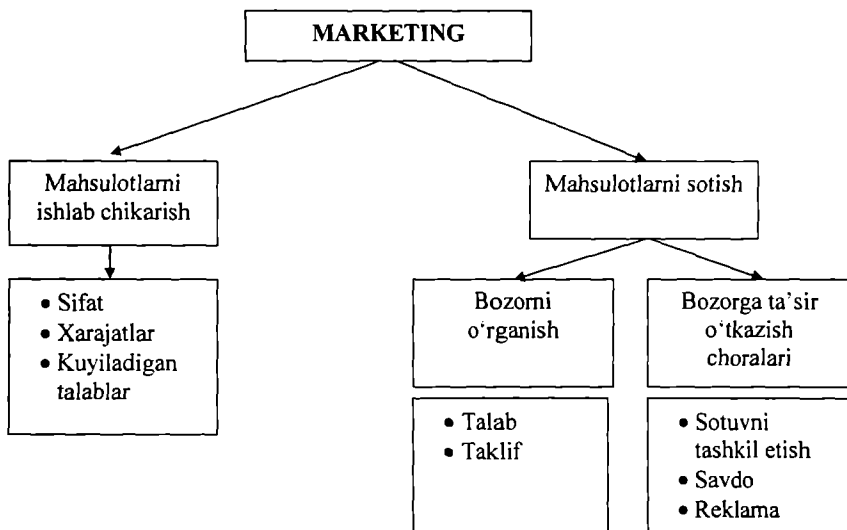 MARKETING
Mahsulotlarni
ishlab chikarish
Mahsulotlarni sotish
• Sifat
• Xarajatlar
• Kuyiladigan
talablar
Bozorni
o‘rganish
Bozorga ta’sir
o‘tkazish
choralari
• Talab
• Taklif
• Sotuvni
tashkil etish
• Savdo
• Reklama